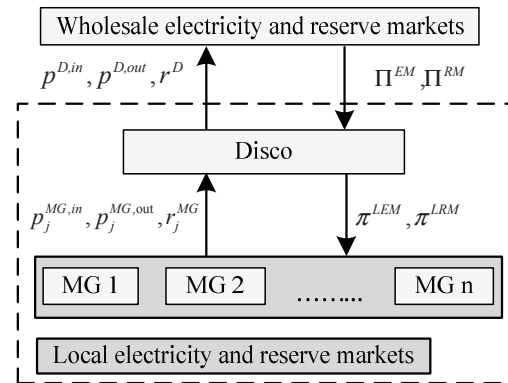 Wholesale electricity and reserve markets
p^{D,in}, p^{D,out}, r^{D}
Π^{EM}, Π^{RM}
Disco
p_j^{MG,in}, p_j^{MG,out}, r_j^{MG}
π^{LEM}, π^{LRM}
MG 1 MG 2 ......... MG n
Local electricity and reserve markets